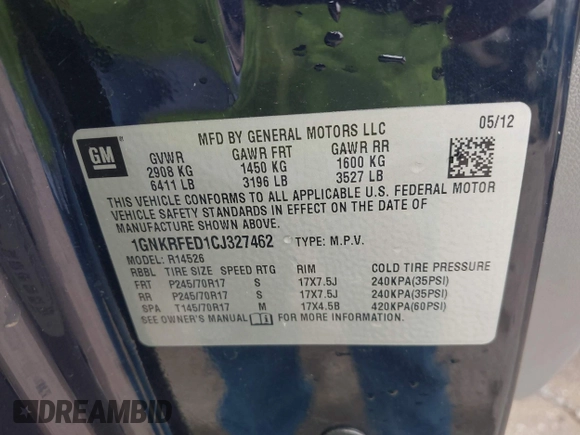 GM
MFD BY GENERAL MOTORS LLC
05/12
GVWR GAWR FRT GAWR RR
2908 KG 1450 KG 1600 KG
6411 LB 3196 LB 3527 LB
THIS VEHICLE CONFORMS TO ALL APPLICABLE U.S. FEDERAL MOTOR
VEHICLE SAFETY STANDARDS IN EFFECT ON THE DATE OF
MANUFACTURE SHOWN ABOVE.
1GNKRFED1CJ327462 TYPE: M.P.V.
MODEL: R14526
RBBL TIRE SIZE SPEED RTG RIM COLD TIRE PRESSURE
FRT P245/70R17 S 17X7.5J 240KPA(35PSI)
RR P245/70R17 S 17X7.5J 240KPA(35PSI)
SPA T145/70R17 M 17X4.5B 420KPA(60PSI)
SEE OWNER'S MANUAL FOR MORE INFORMATION.
DREAMBID